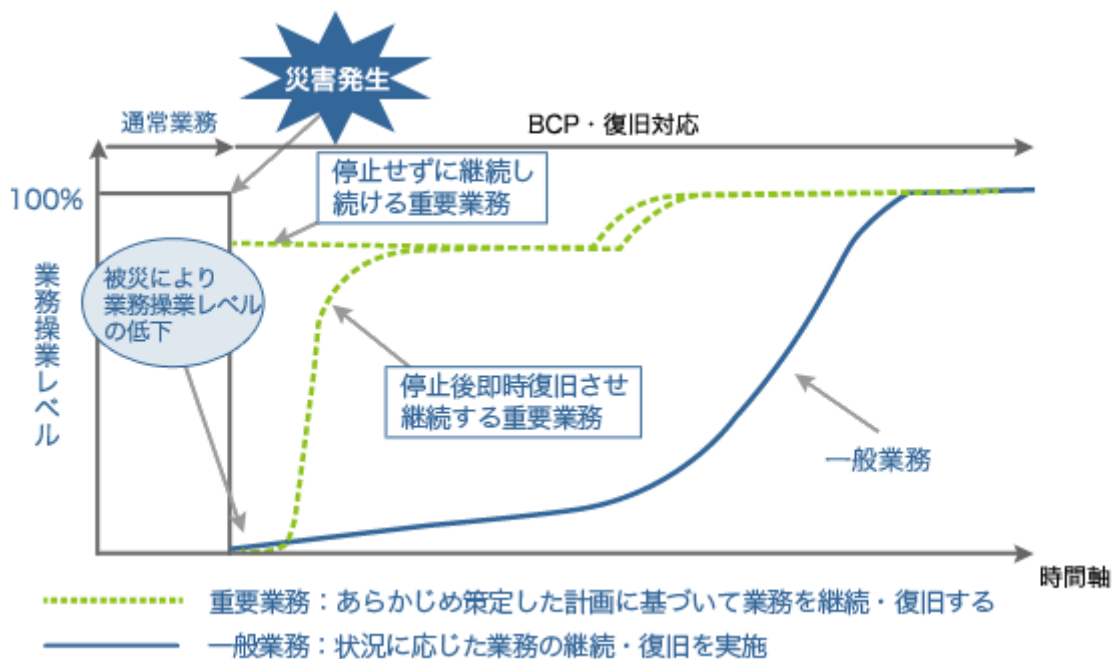 災害発生
通常業務
BCP・復旧対応
100%
停止せずに継続し
続ける重要業務
被災により
業務操業レベル
の低下
業務操業レベル
停止後即時復旧させ
継続する重要業務
一般業務
時間軸
重要業務：あらかじめ策定した計画に基づいて業務を継続・復旧する
一般業務：状況に応じた業務の継続・復旧を実施